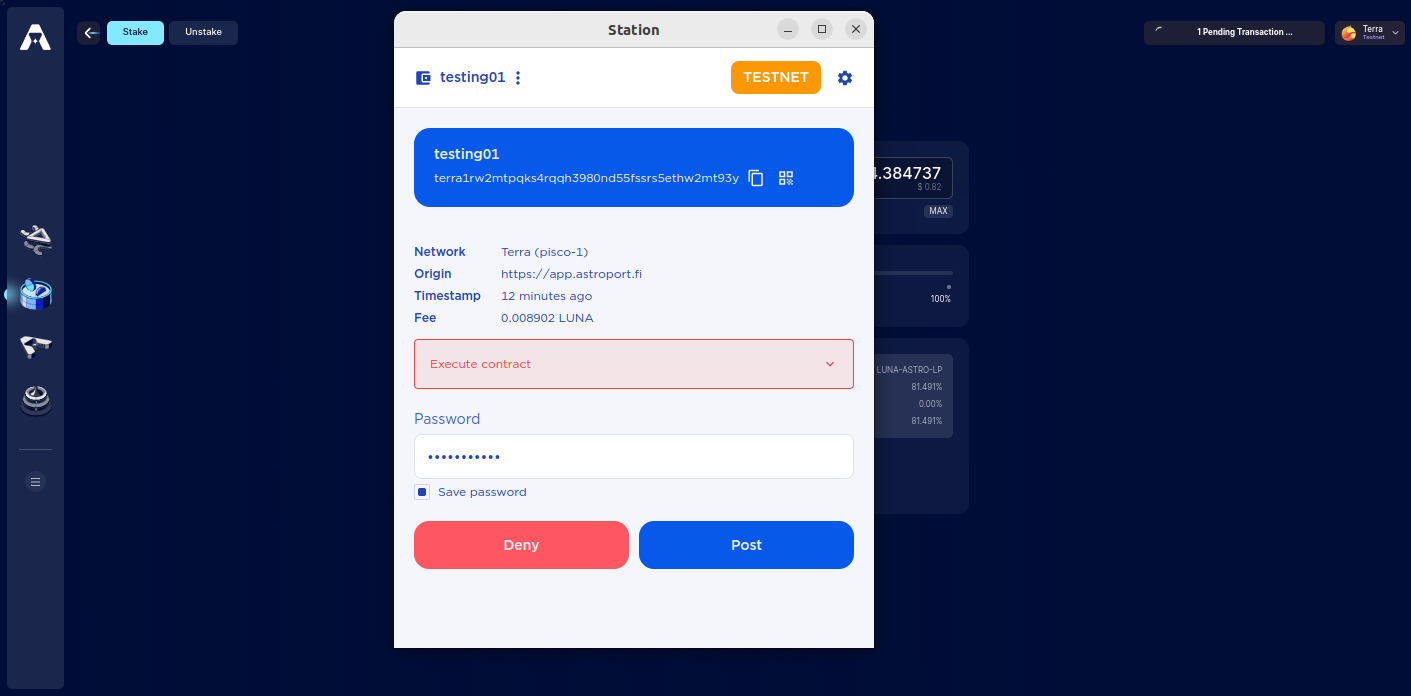 Stake
Unstake
Station
1 Pending Transaction ...
Terra
Testnet
testing01
TESTNET
testing01
terra1rw2mtpqks4rqqh3980nd55fssrs5ethw2mt93y
4.384737
$ 0.82
MAX
Network Terra (pisco-1)
Origin https://app.astroport.fi
Timestamp 12 minutes ago
Fee 0.008902 LUNA
100%
Execute contract
LUNA-ASTRO-LP
81.491%
0.00%
81.491%
Password
•••••••••••
Save password
Deny
Post